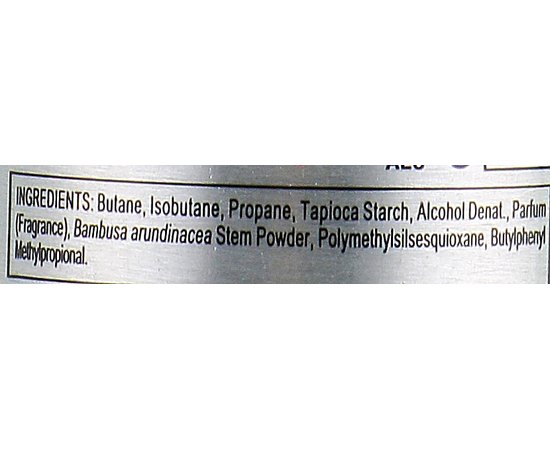 INGREDIENTS: Butane, Isobutane, Propane, Tapioca Starch, Alcohol Denat., Parfum
(Fragrance), Bambusa arundinacea Stem Powder, Polymethylsilsesquioxane, Butylphenyl
Methylpropional.